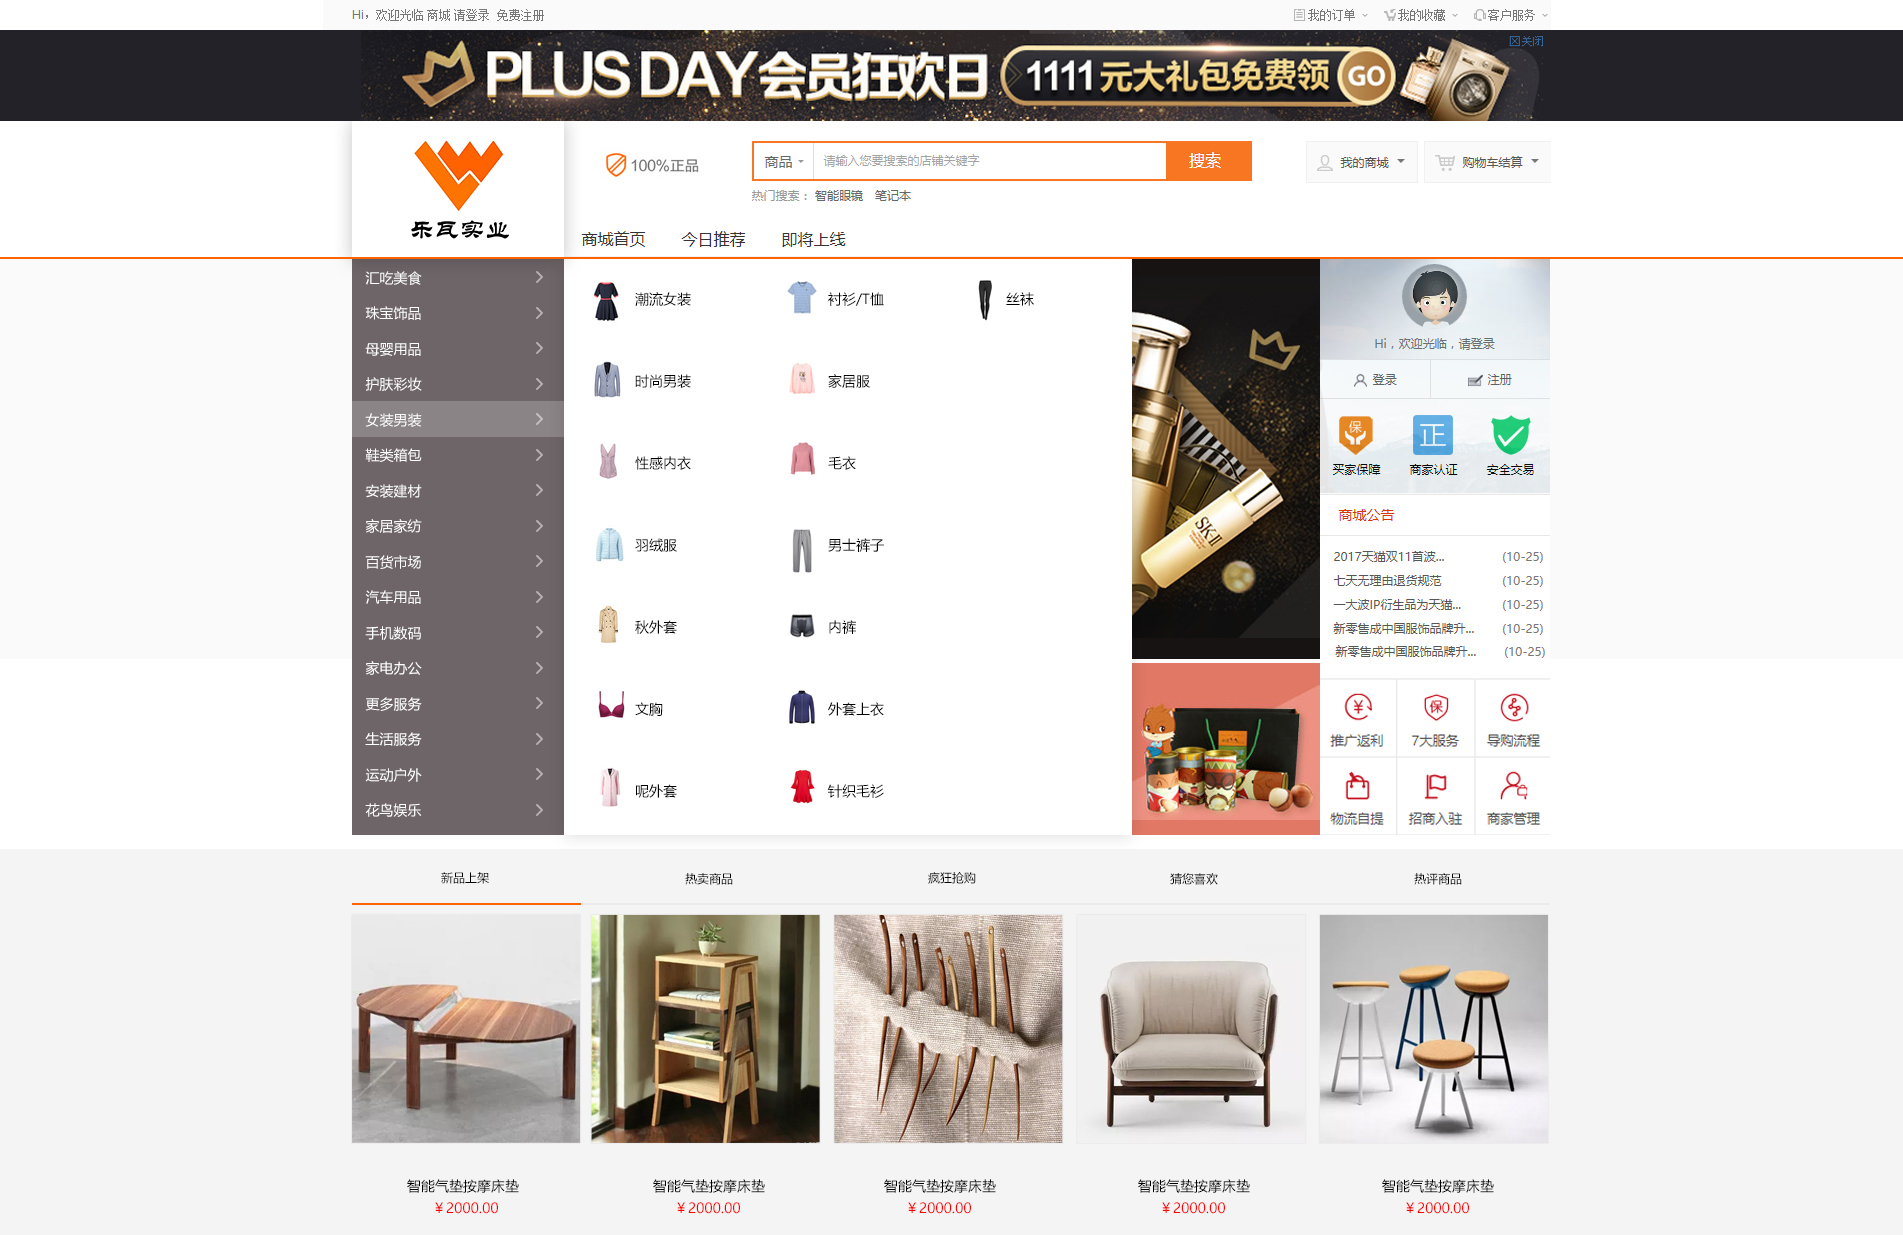 Hi，欢迎光临 商城 请登录 免费注册
我的订单 我的收藏 客户服务
关闭
PLUS DAY会员狂欢日 1111元大礼包免费领 GO
乐瓦实业
100%正品
商品 请输入您要搜索的店铺关键字 搜索
我的商城 购物车结算
热门搜索： 智能眼镜 笔记本
商城首页 今日推荐 即将上线
汇吃美食
珠宝饰品
母婴用品
护肤彩妆
女装男装
鞋类箱包
安装建材
家居家纺
百货市场
汽车用品
手机数码
家电办公
更多服务
生活服务
运动户外
花鸟娱乐
潮流女装 衬衫/T恤 丝袜
时尚男装 家居服
性感内衣 毛衣
羽绒服 男士裤子
秋外套 内裤
文胸 外套上衣
呢外套 针织毛衫
SK-II
Hi，欢迎光临，请登录
登录 注册
保 正
买家保障 商家认证 安全交易
商城公告
2017天猫双11首波... (10-25)
七天无理由退货规范 (10-25)
一大波IP衍生品为天猫... (10-25)
新零售成中国服饰品牌升... (10-25)
新零售成中国服饰品牌升... (10-25)
¥ 保
推广返利 7大服务 导购流程
物流自提 招商入驻 商家管理
新品上架 热卖商品 疯狂抢购 猜您喜欢 热评商品
智能气垫按摩床垫 智能气垫按摩床垫 智能气垫按摩床垫 智能气垫按摩床垫 智能气垫按摩床垫
￥2000.00 ￥2000.00 ￥2000.00 ￥2000.00 ￥2000.00